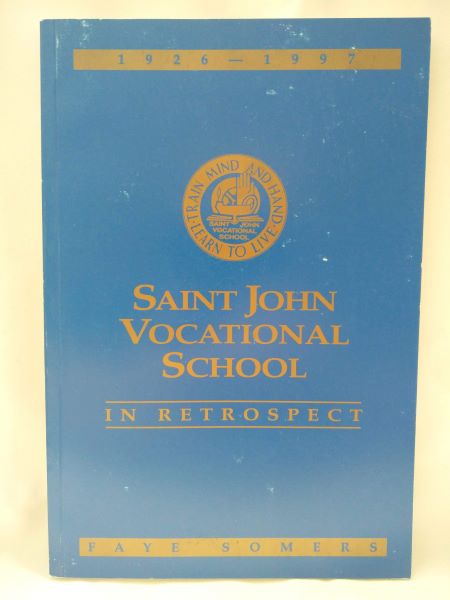 1926 — 1997
TRAIN MIND AND HAND
SAINT JOHN
VOCATIONAL
SCHOOL
LEARN TO LIVE
SAINT JOHN
VOCATIONAL
SCHOOL
IN RETROSPECT
FAYE SOMERS